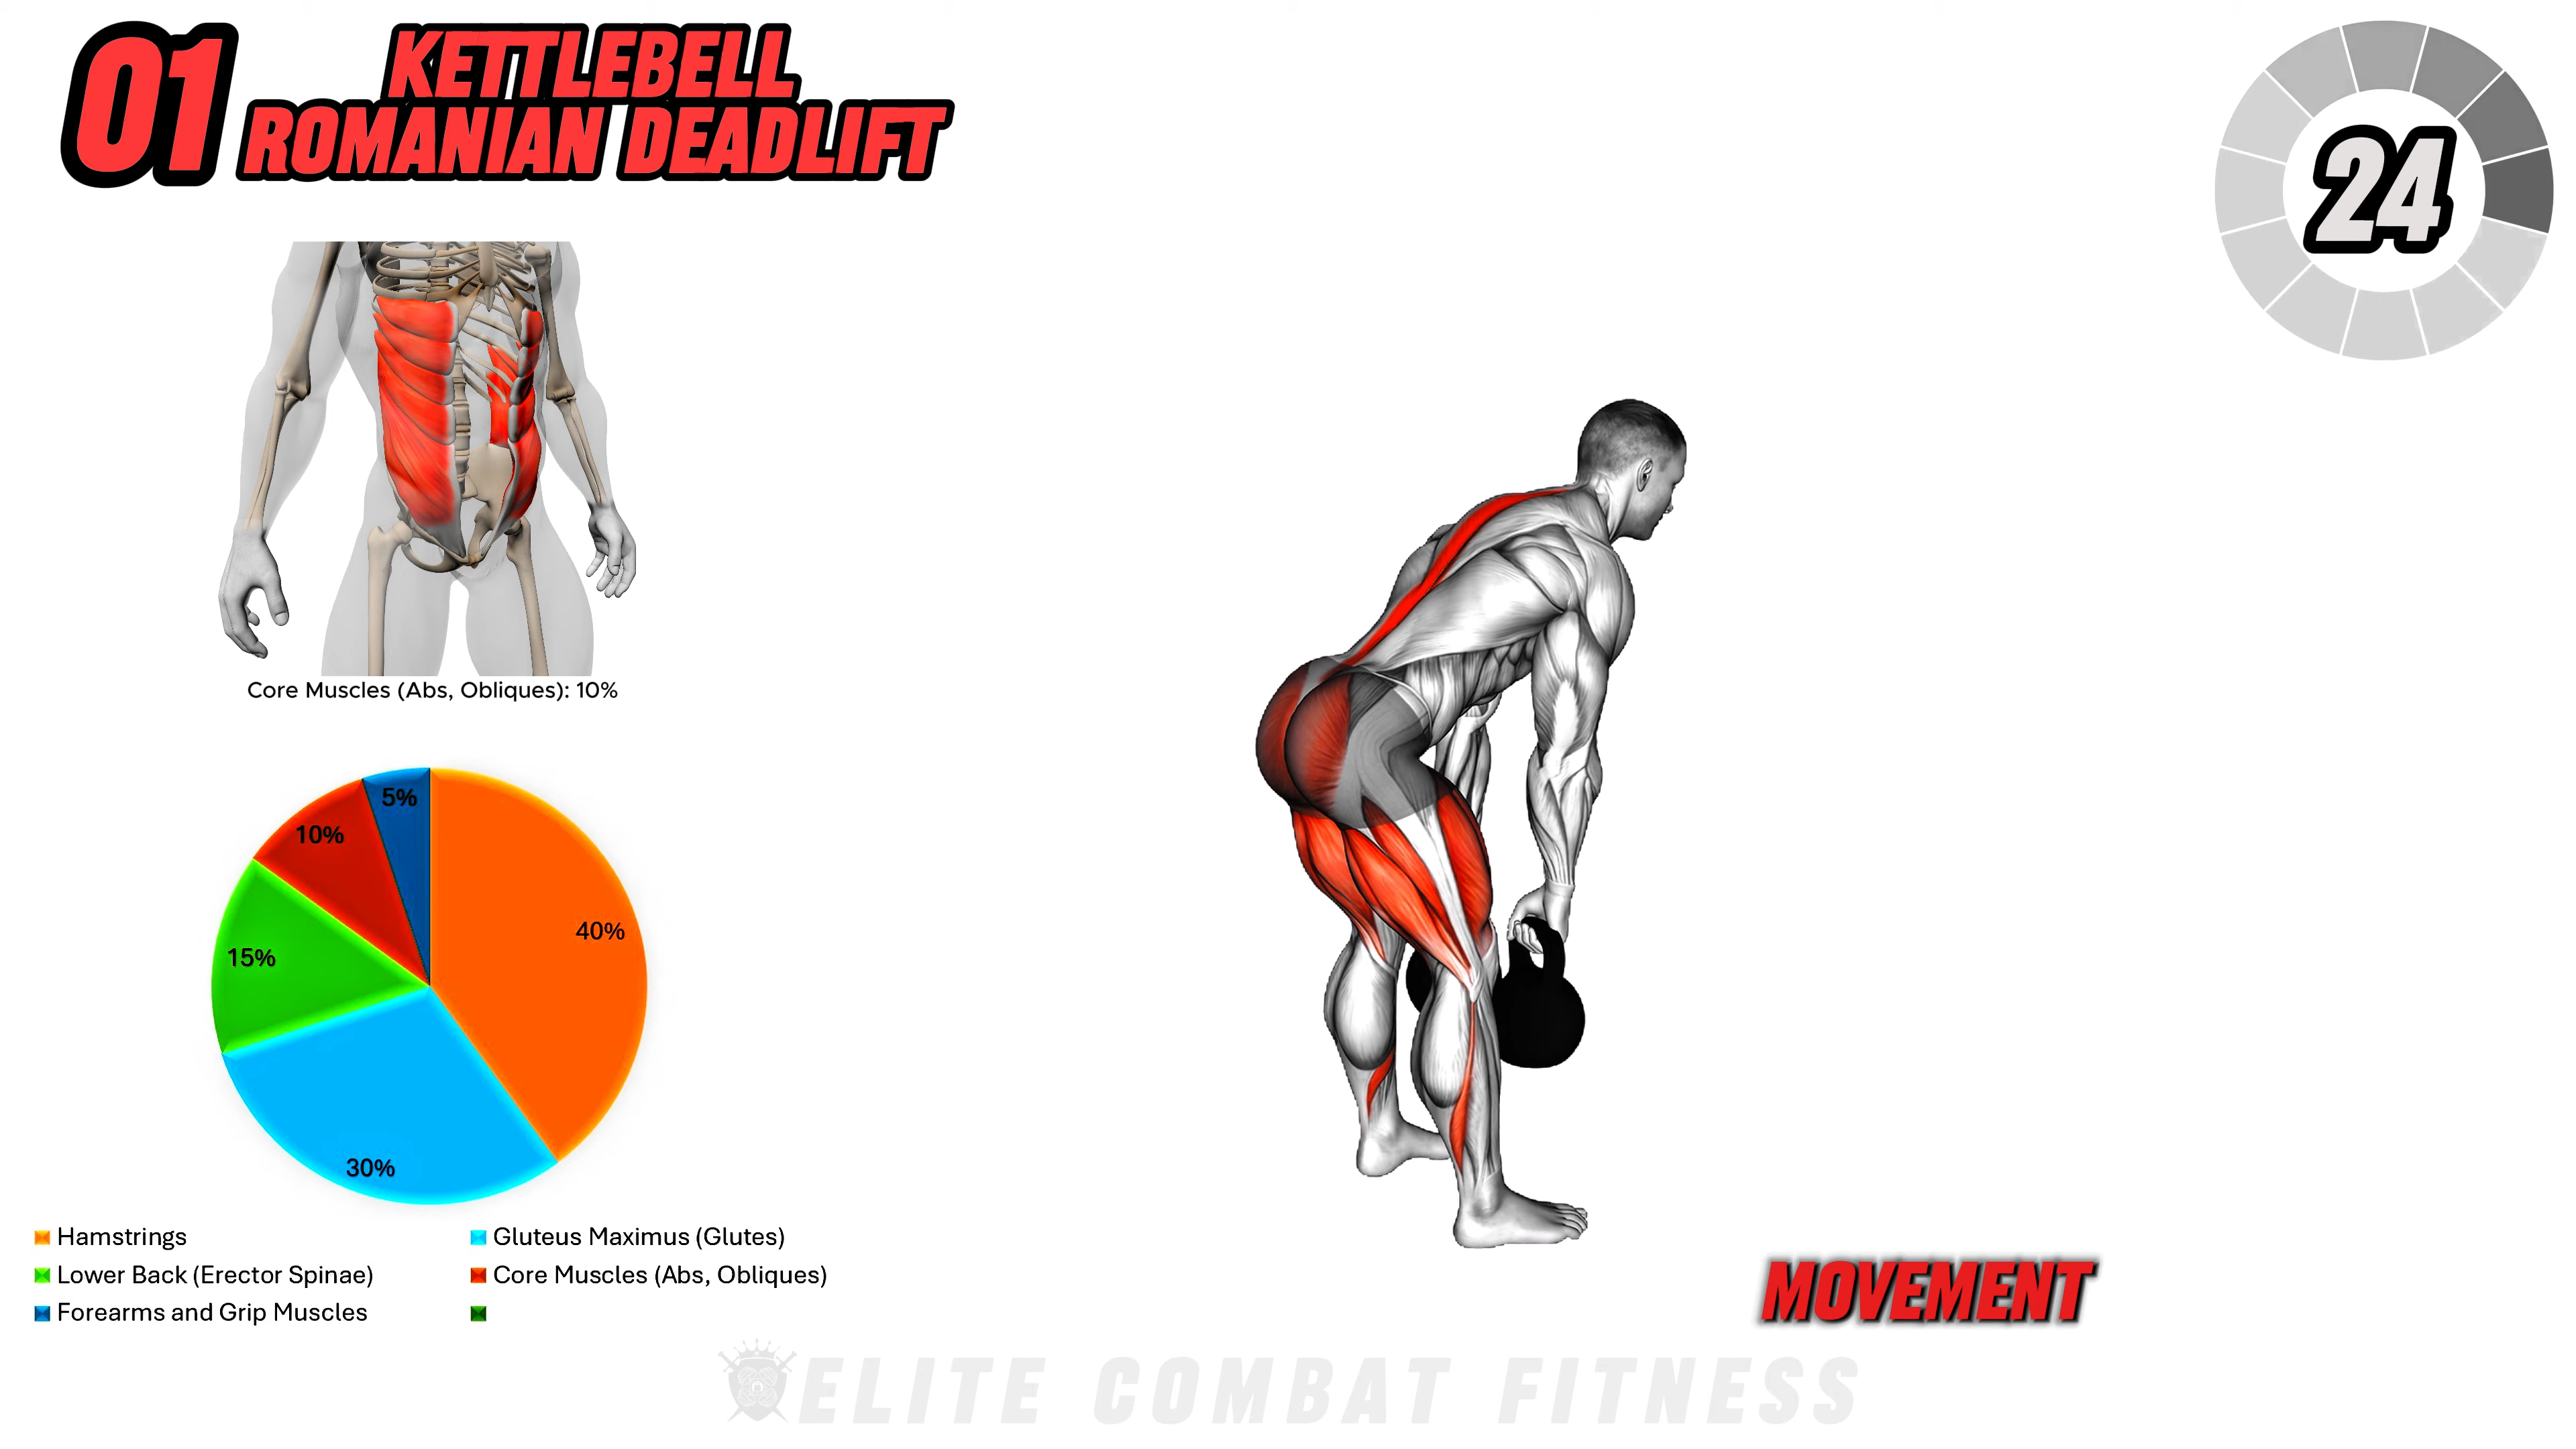 01
KETTLEBELL
ROMANIAN DEADLIFT
24
Core Muscles (Abs, Obliques): 10%
5%
10%
40%
15%
30%
Hamstrings
Gluteus Maximus (Glutes)
Lower Back (Erector Spinae)
Core Muscles (Abs, Obliques)
Forearms and Grip Muscles
MOVEMENT
ELITE COMBAT FITNESS